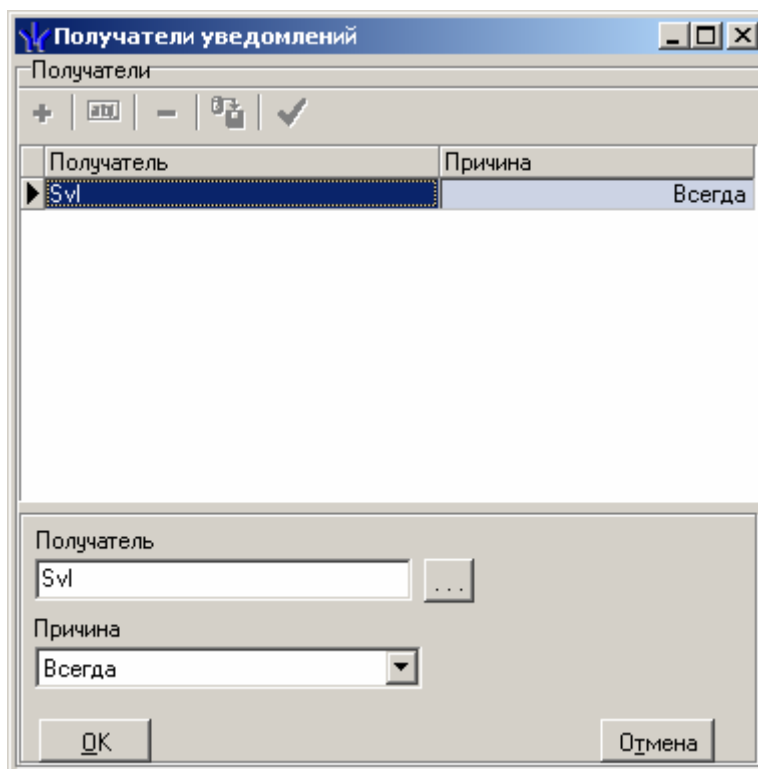 Получатели уведомлений
Получатели
Получатель Причина
Svl Всегда
Получатель
Svl ...
Причина
Всегда
OK Отмена